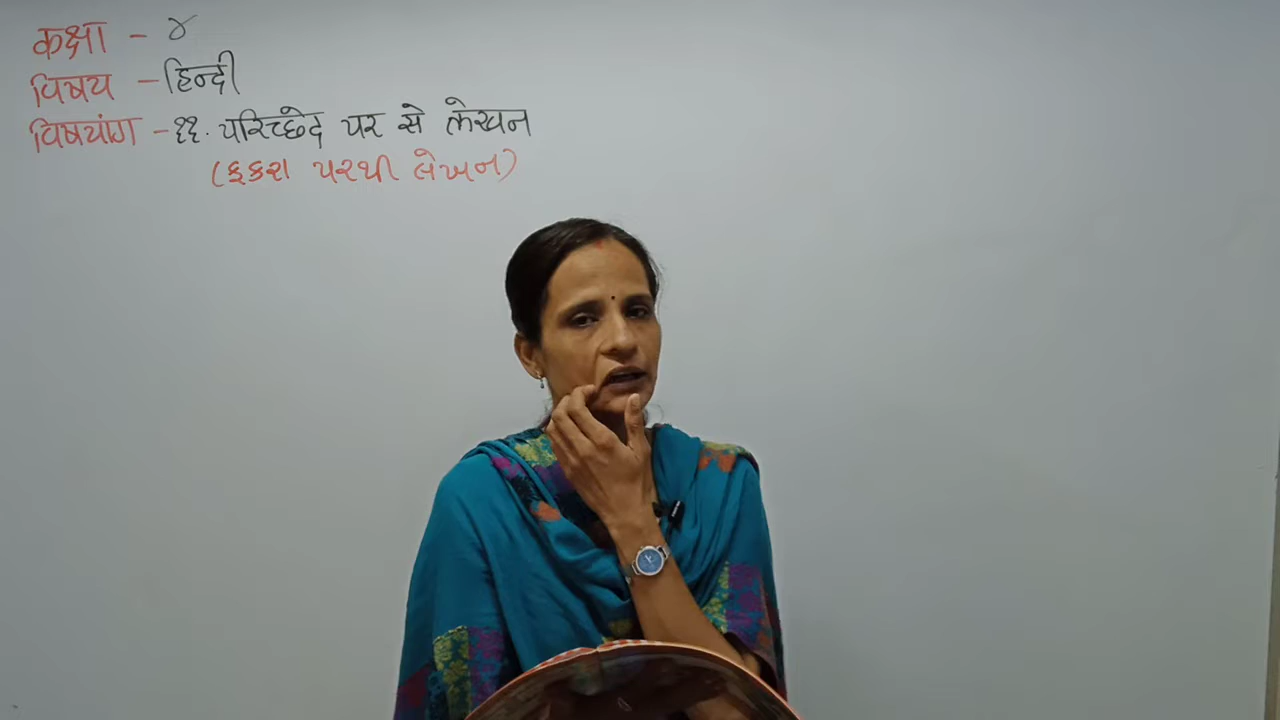 कक्षा - ४
विषय - हिन्दी
विषयांग - ११. परिच्छेद पर से लेखन
(ફકરા પરથી લેખન)